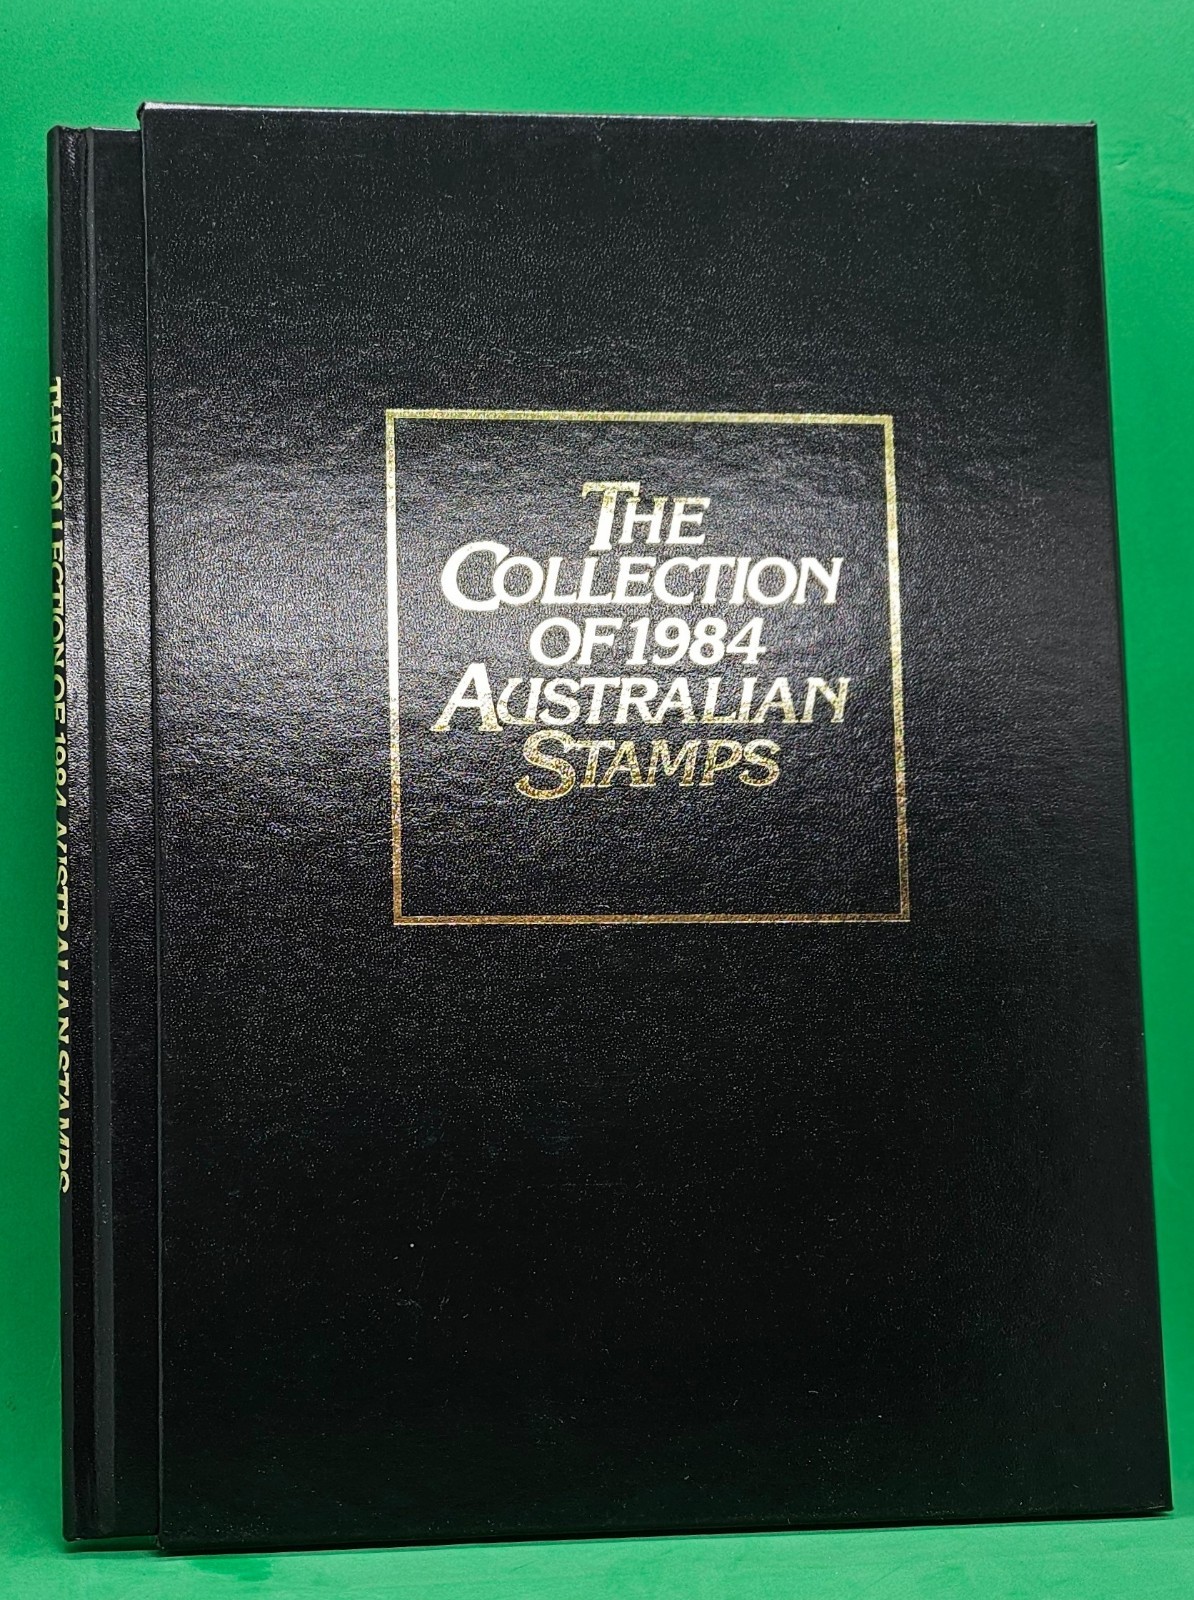 THE
COLLECTION
OF 1984
AUSTRALIAN
STAMPS
THE COLLECTION OF 1984 AUSTRALIAN STAMPS